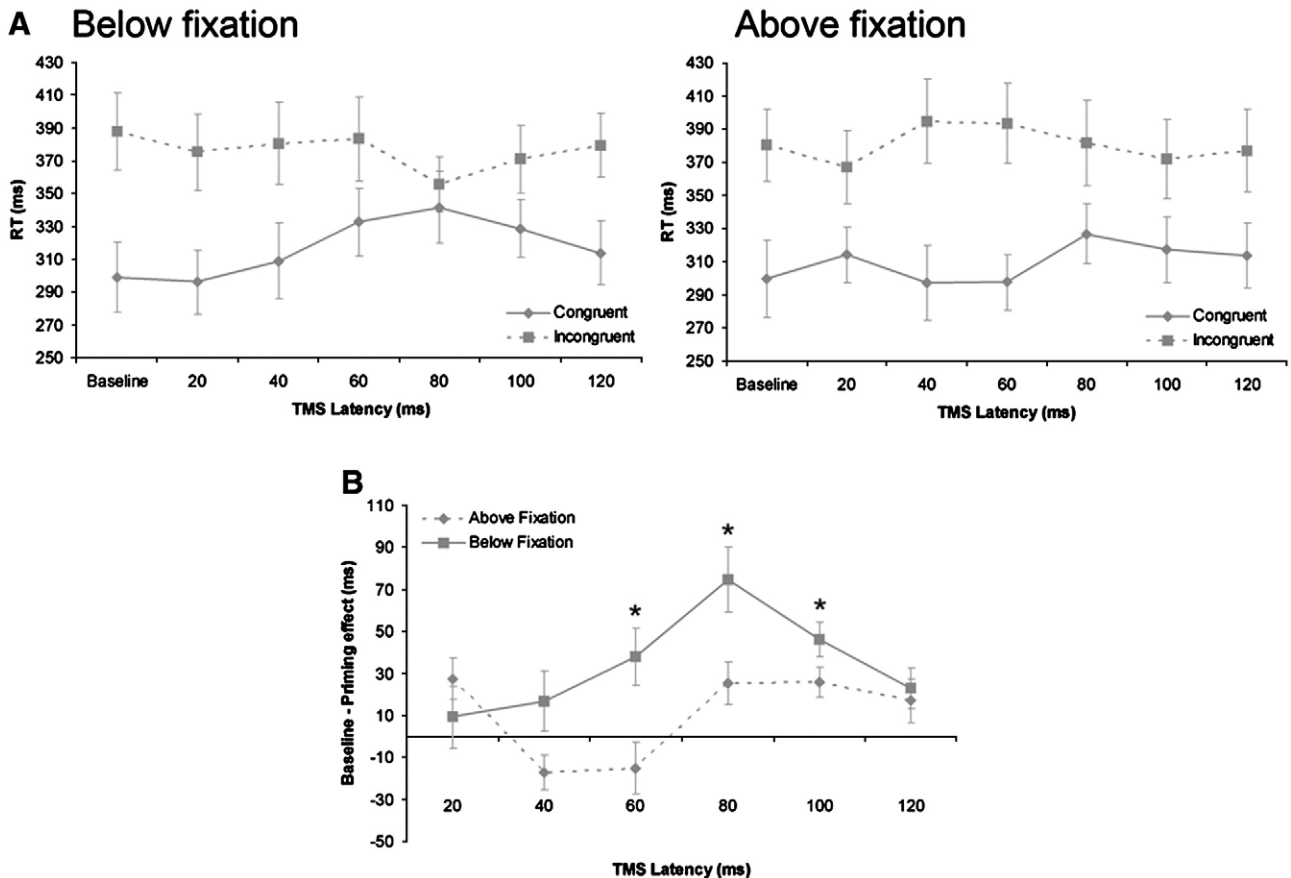 A Below fixation
430
410
390
370
350
330
310
290
270
250
RT (ms)
Congruent
Incongruent
Baseline 20 40 60 80 100 120
TMS Latency (ms)
Above fixation
430
410
390
370
350
330
310
290
270
250
RT (ms)
Congruent
Incongruent
Baseline 20 40 60 80 100 120
TMS Latency (ms)
B
110
90
70
50
30
10
-10
-30
-50
Baseline - Priming effect (ms)
Above Fixation
Below Fixation
*
*
*
20 40 60 80 100 120
TMS Latency (ms)